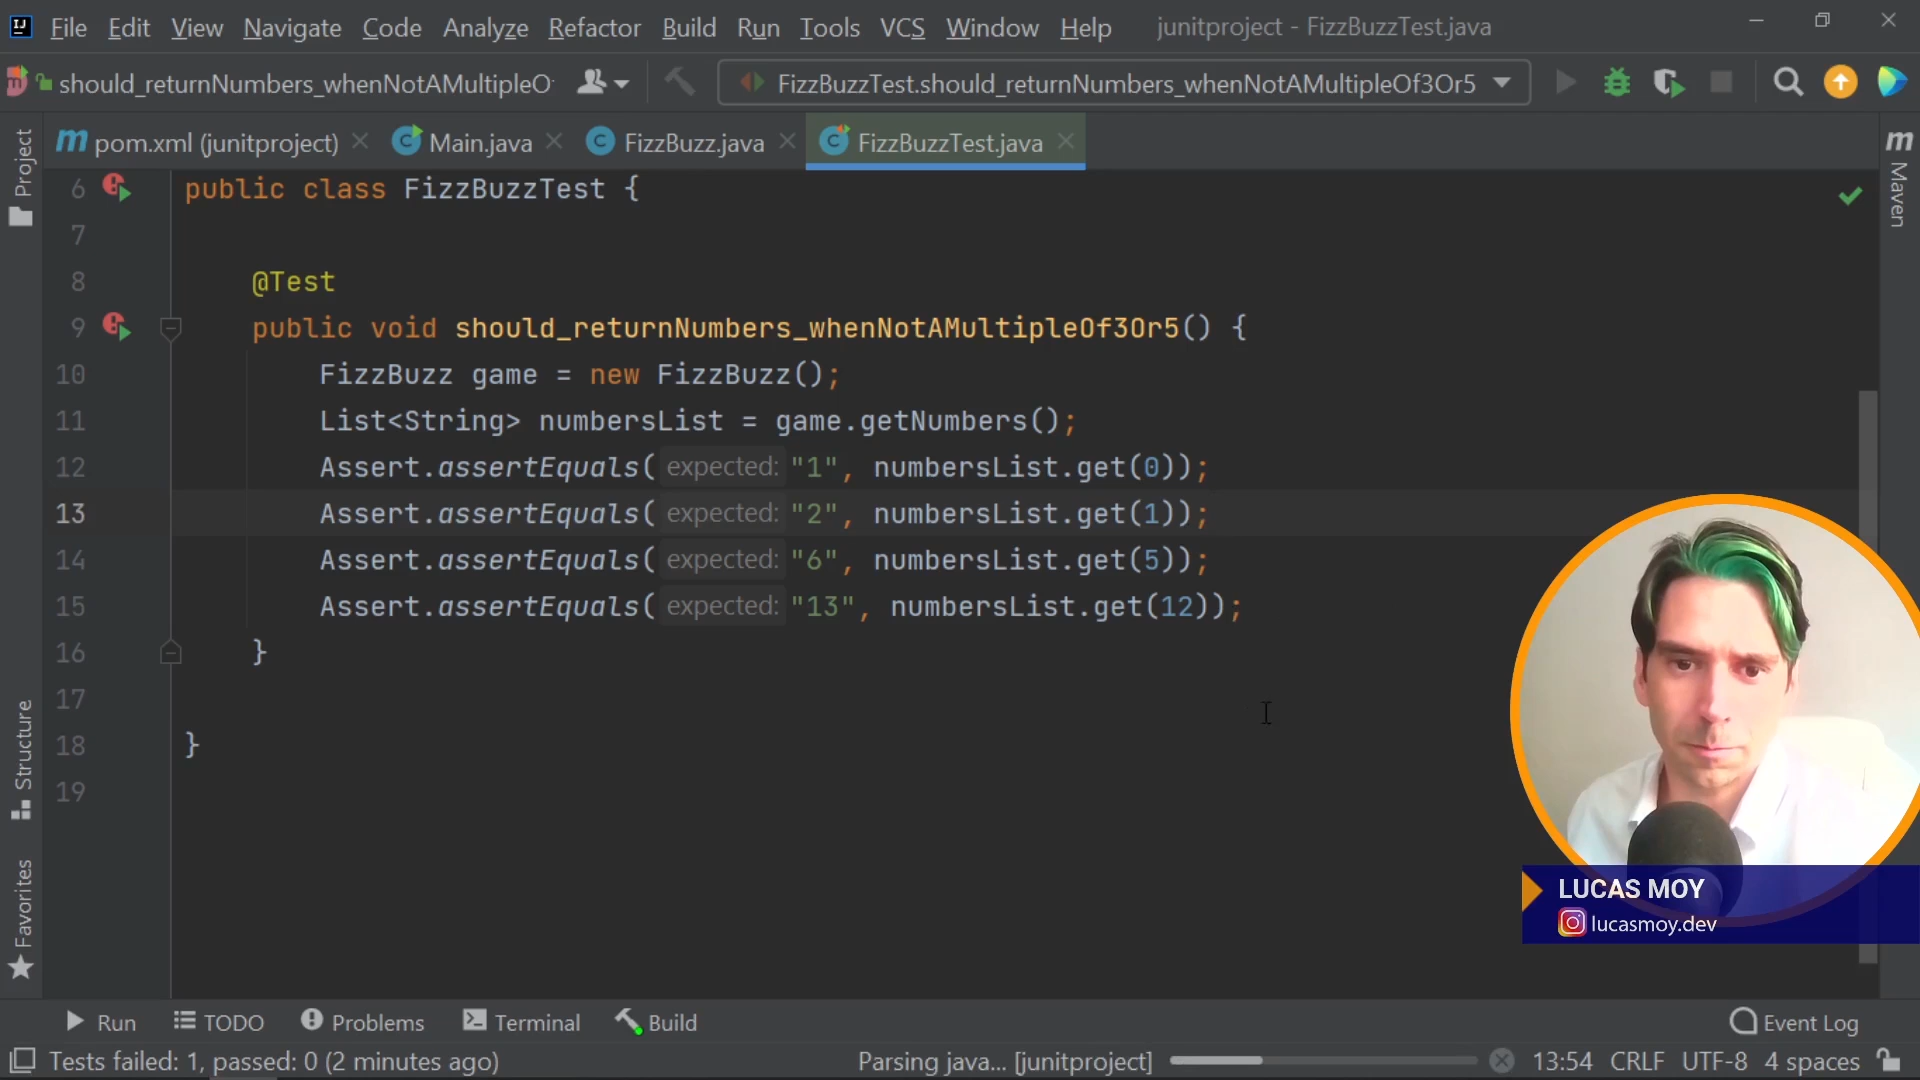 File Edit View Navigate Code Analyze Refactor Build Run Tools VCS Window Help junitproject - FizzBuzzTest.java
should_returnNumbers_whenNotAMultipleO FizzBuzzTest.should_returnNumbers_whenNotAMultipleOf3Or5
pom.xml (junitproject) Main.java FizzBuzz.java FizzBuzzTest.java
Project
Structure
Favorites
Maven
6 public class FizzBuzzTest {
7
8 @Test
9 public void should_returnNumbers_whenNotAMultipleOf3Or5() {
10 FizzBuzz game = new FizzBuzz();
11 List<String> numbersList = game.getNumbers();
12 Assert.assertEquals( expected: "1", numbersList.get(0));
13 Assert.assertEquals( expected: "2", numbersList.get(1));
14 Assert.assertEquals( expected: "6", numbersList.get(5));
15 Assert.assertEquals( expected: "13", numbersList.get(12));
16 }
17
18 }
19
LUCAS MOY
lucasmoy.dev
Run TODO Problems Terminal Build Event Log
Tests failed: 1, passed: 0 (2 minutes ago) Parsing java... [junitproject] 13:54 CRLF UTF-8 4 spaces